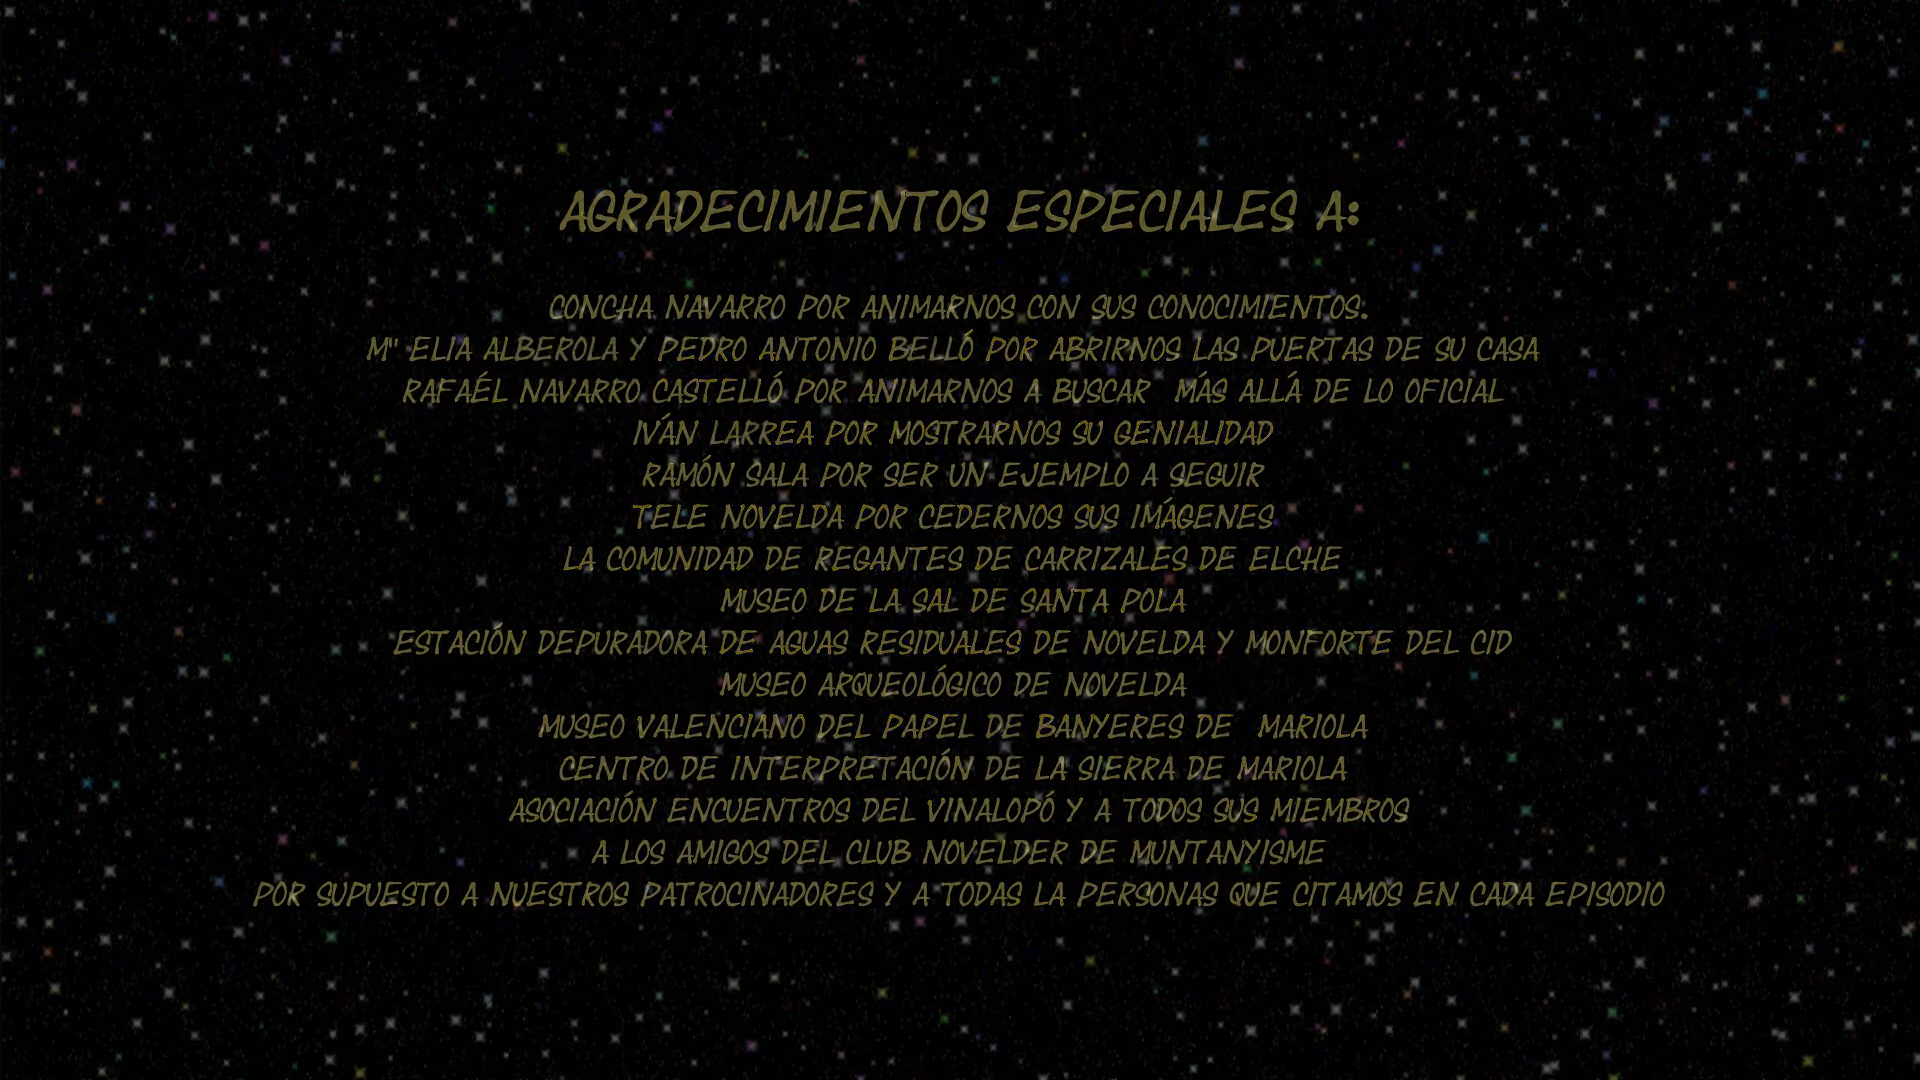 AGRADECIMIENTOS ESPECIALES A:
CONCHA NAVARRO POR ANIMARNOS CON SUS CONOCIMIENTOS.
M" ELIA ALBEROLA Y PEDRO ANTONIO BELLÓ POR ABRIRNOS LAS PUERTAS DE SU CASA
RAFAÉL NAVARRO CASTELLÓ POR ANIMARNOS A BUSCAR MÁS ALLÁ DE LO OFICIAL
IVÁN LARREA POR MOSTRARNOS SU GENIALIDAD
RAMÓN SALA POR SER UN EJEMPLO A SEGUIR
TELE NOVELDA POR CEDERNOS SUS IMÁGENES
LA COMUNIDAD DE REGANTES DE CARRIZALES DE ELCHE
MUSEO DE LA SAL DE SANTA POLA
ESTACIÓN DEPURADORA DE AGUAS RESIDUALES DE NOVELDA Y MONFORTE DEL CID
MUSEO ARQUEOLÓGICO DE NOVELDA
MUSEO VALENCIANO DEL PAPEL DE BANYERES DE MARIOLA
CENTRO DE INTERPRETACIÓN DE LA SIERRA DE MARIOLA
ASOCIACIÓN ENCUENTROS DEL VINALOPÓ Y A TODOS SUS MIEMBROS
A LOS AMIGOS DEL CLUB NOVELDER DE MUNTANYISME
POR SUPUESTO A NUESTROS PATROCINADORES Y A TODAS LA PERSONAS QUE CITAMOS EN CADA EPISODIO